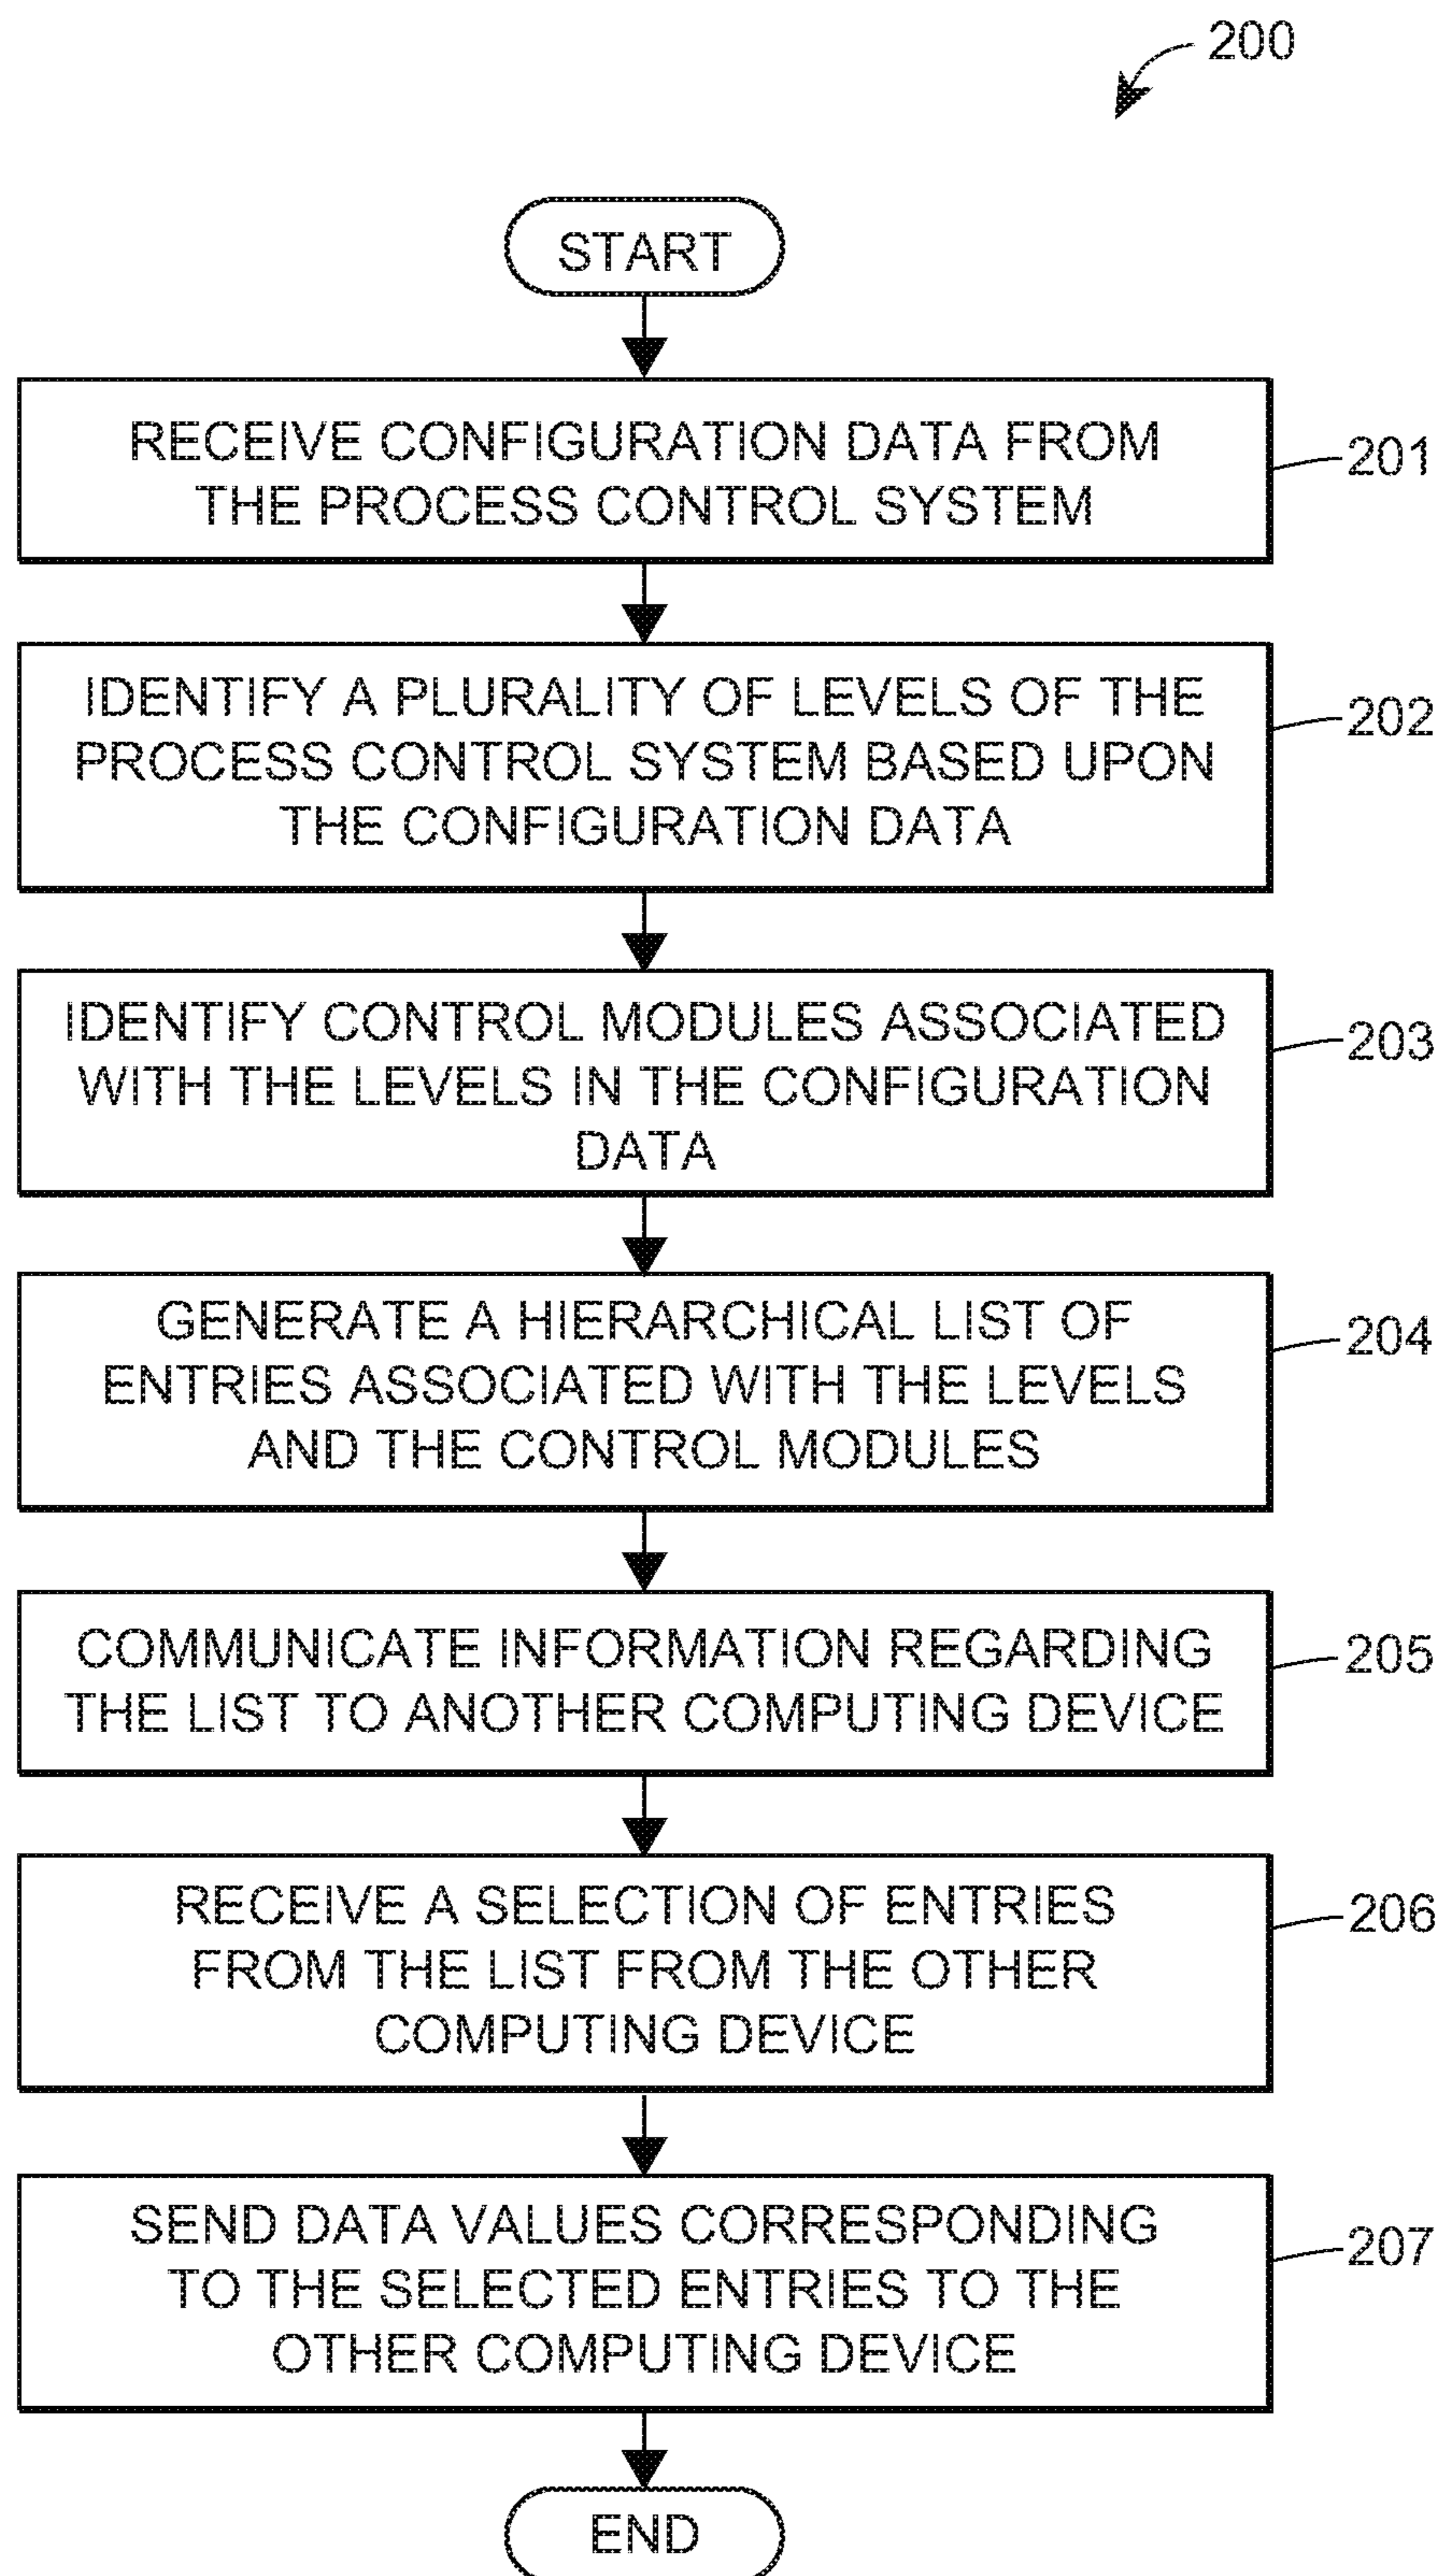 200
START
RECEIVE CONFIGURATION DATA FROM
THE PROCESS CONTROL SYSTEM
201
IDENTIFY A PLURALITY OF LEVELS OF THE
PROCESS CONTROL SYSTEM BASED UPON
THE CONFIGURATION DATA
202
IDENTIFY CONTROL MODULES ASSOCIATED
WITH THE LEVELS IN THE CONFIGURATION
DATA
203
GENERATE A HIERARCHICAL LIST OF
ENTRIES ASSOCIATED WITH THE LEVELS
AND THE CONTROL MODULES
204
COMMUNICATE INFORMATION REGARDING
THE LIST TO ANOTHER COMPUTING DEVICE
205
RECEIVE A SELECTION OF ENTRIES
FROM THE LIST FROM THE OTHER
COMPUTING DEVICE
206
SEND DATA VALUES CORRESPONDING
TO THE SELECTED ENTRIES TO THE
OTHER COMPUTING DEVICE
207
END